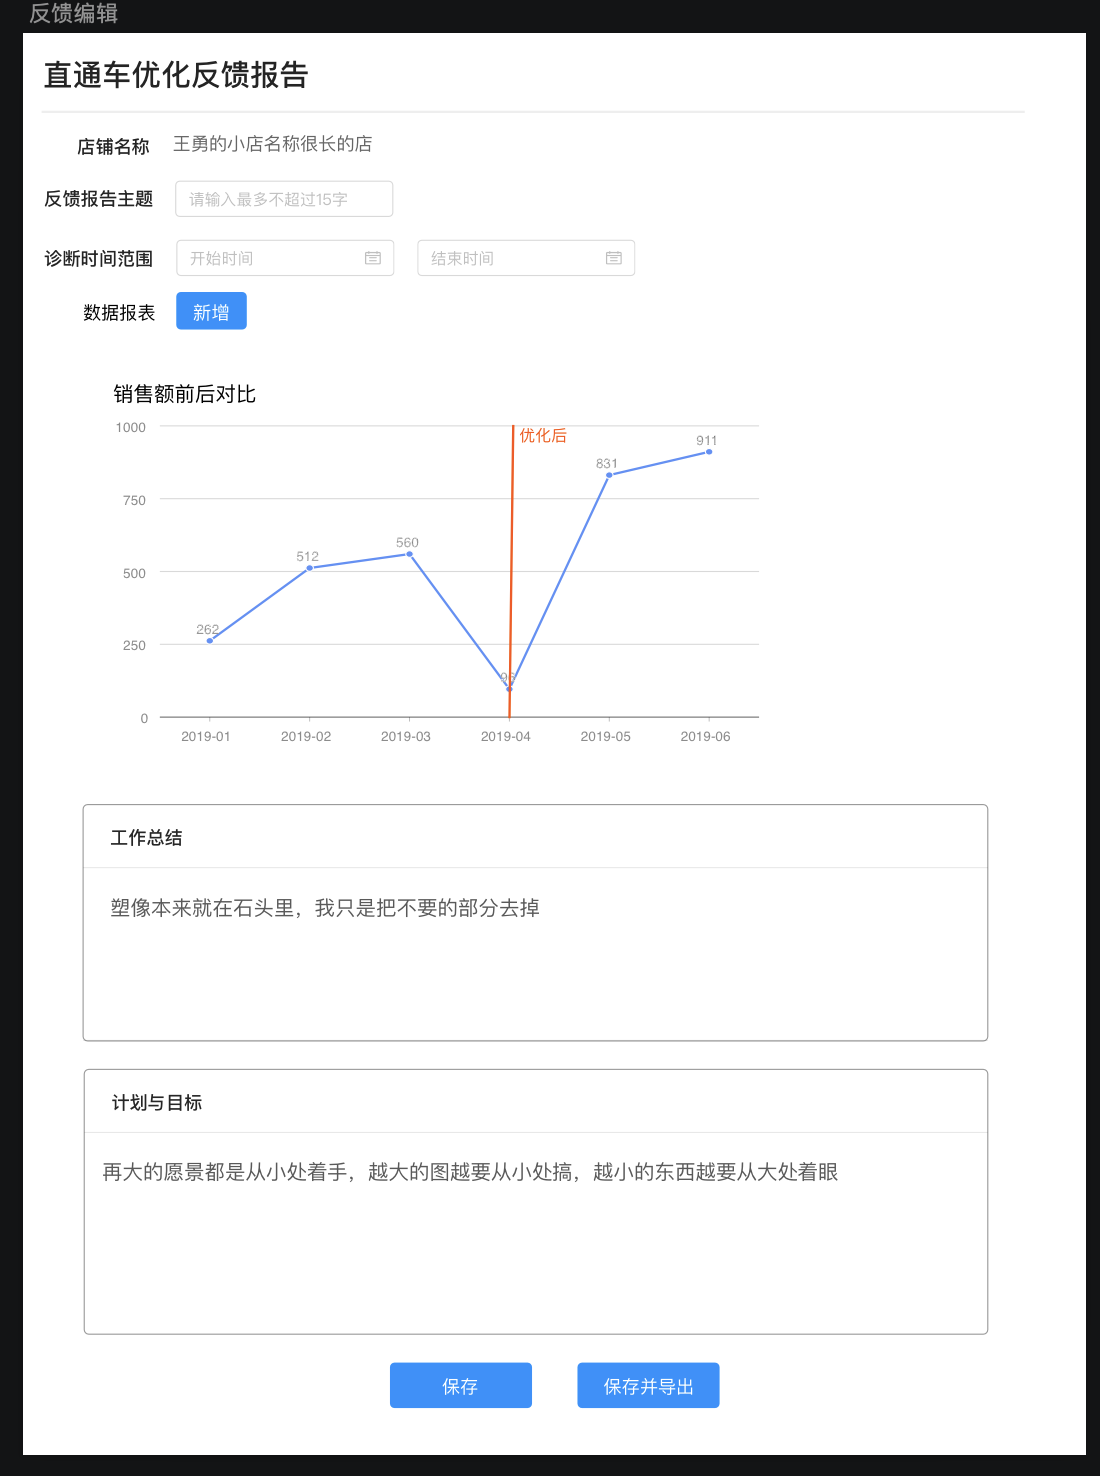 反馈编辑
直通车优化反馈报告
店铺名称 王勇的小店名称很长的店
反馈报告主题 请输入最多不超过15字
诊断时间范围 开始时间 结束时间
数据报表 新增
销售额前后对比
1000
优化后
911
831
750
560
512
500
262
250
96
0
2019-01 2019-02 2019-03 2019-04 2019-05 2019-06
工作总结
塑像本来就在石头里，我只是把不要的部分去掉
计划与目标
再大的愿景都是从小处着手，越大的图越要从小处搞，越小的东西越要从大处着眼
保存 保存并导出